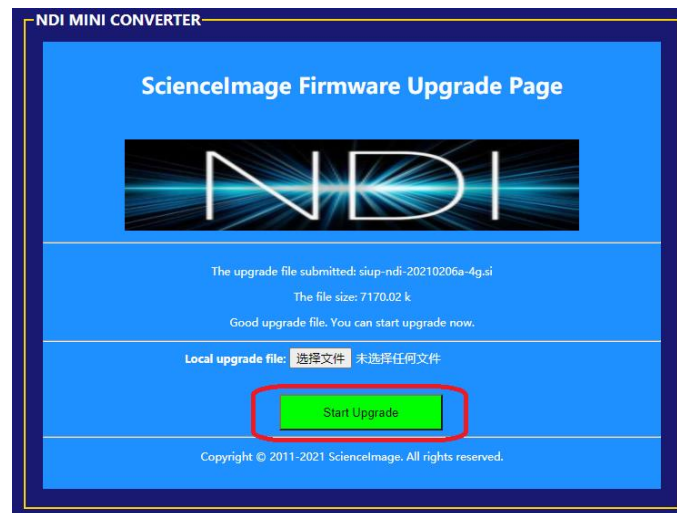 NDI MINI CONVERTER
ScienceImage Firmware Upgrade Page
NDI
The upgrade file submitted: siup-ndi-20210206a-4g.si
The file size: 7170.02 k
Good upgrade file. You can start upgrade now.
Local upgrade file: 选择文件 未选择任何文件
Start Upgrade
Copyright © 2011-2021 ScienceImage. All rights reserved.